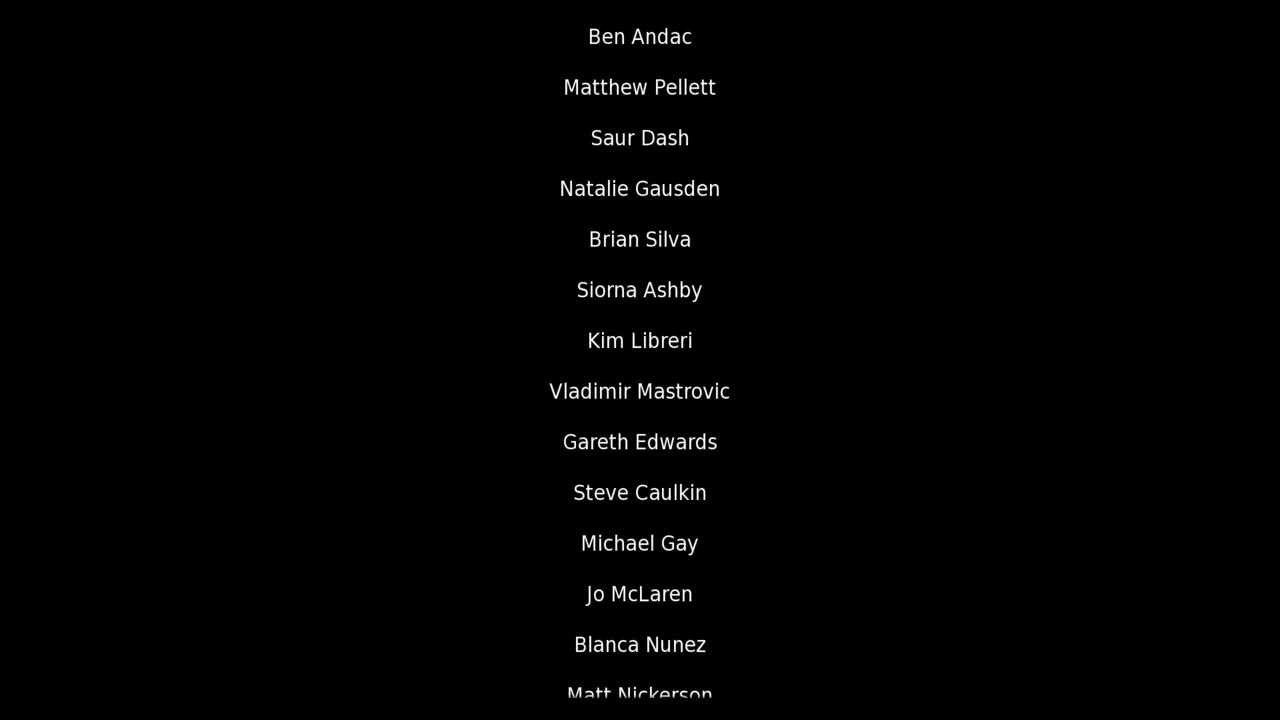 Ben Andac
Matthew Pellett
Saur Dash
Natalie Gausden
Brian Silva
Siorna Ashby
Kim Libreri
Vladimir Mastrovic
Gareth Edwards
Steve Caulkin
Michael Gay
Jo McLaren
Blanca Nunez
Matt Nickerson